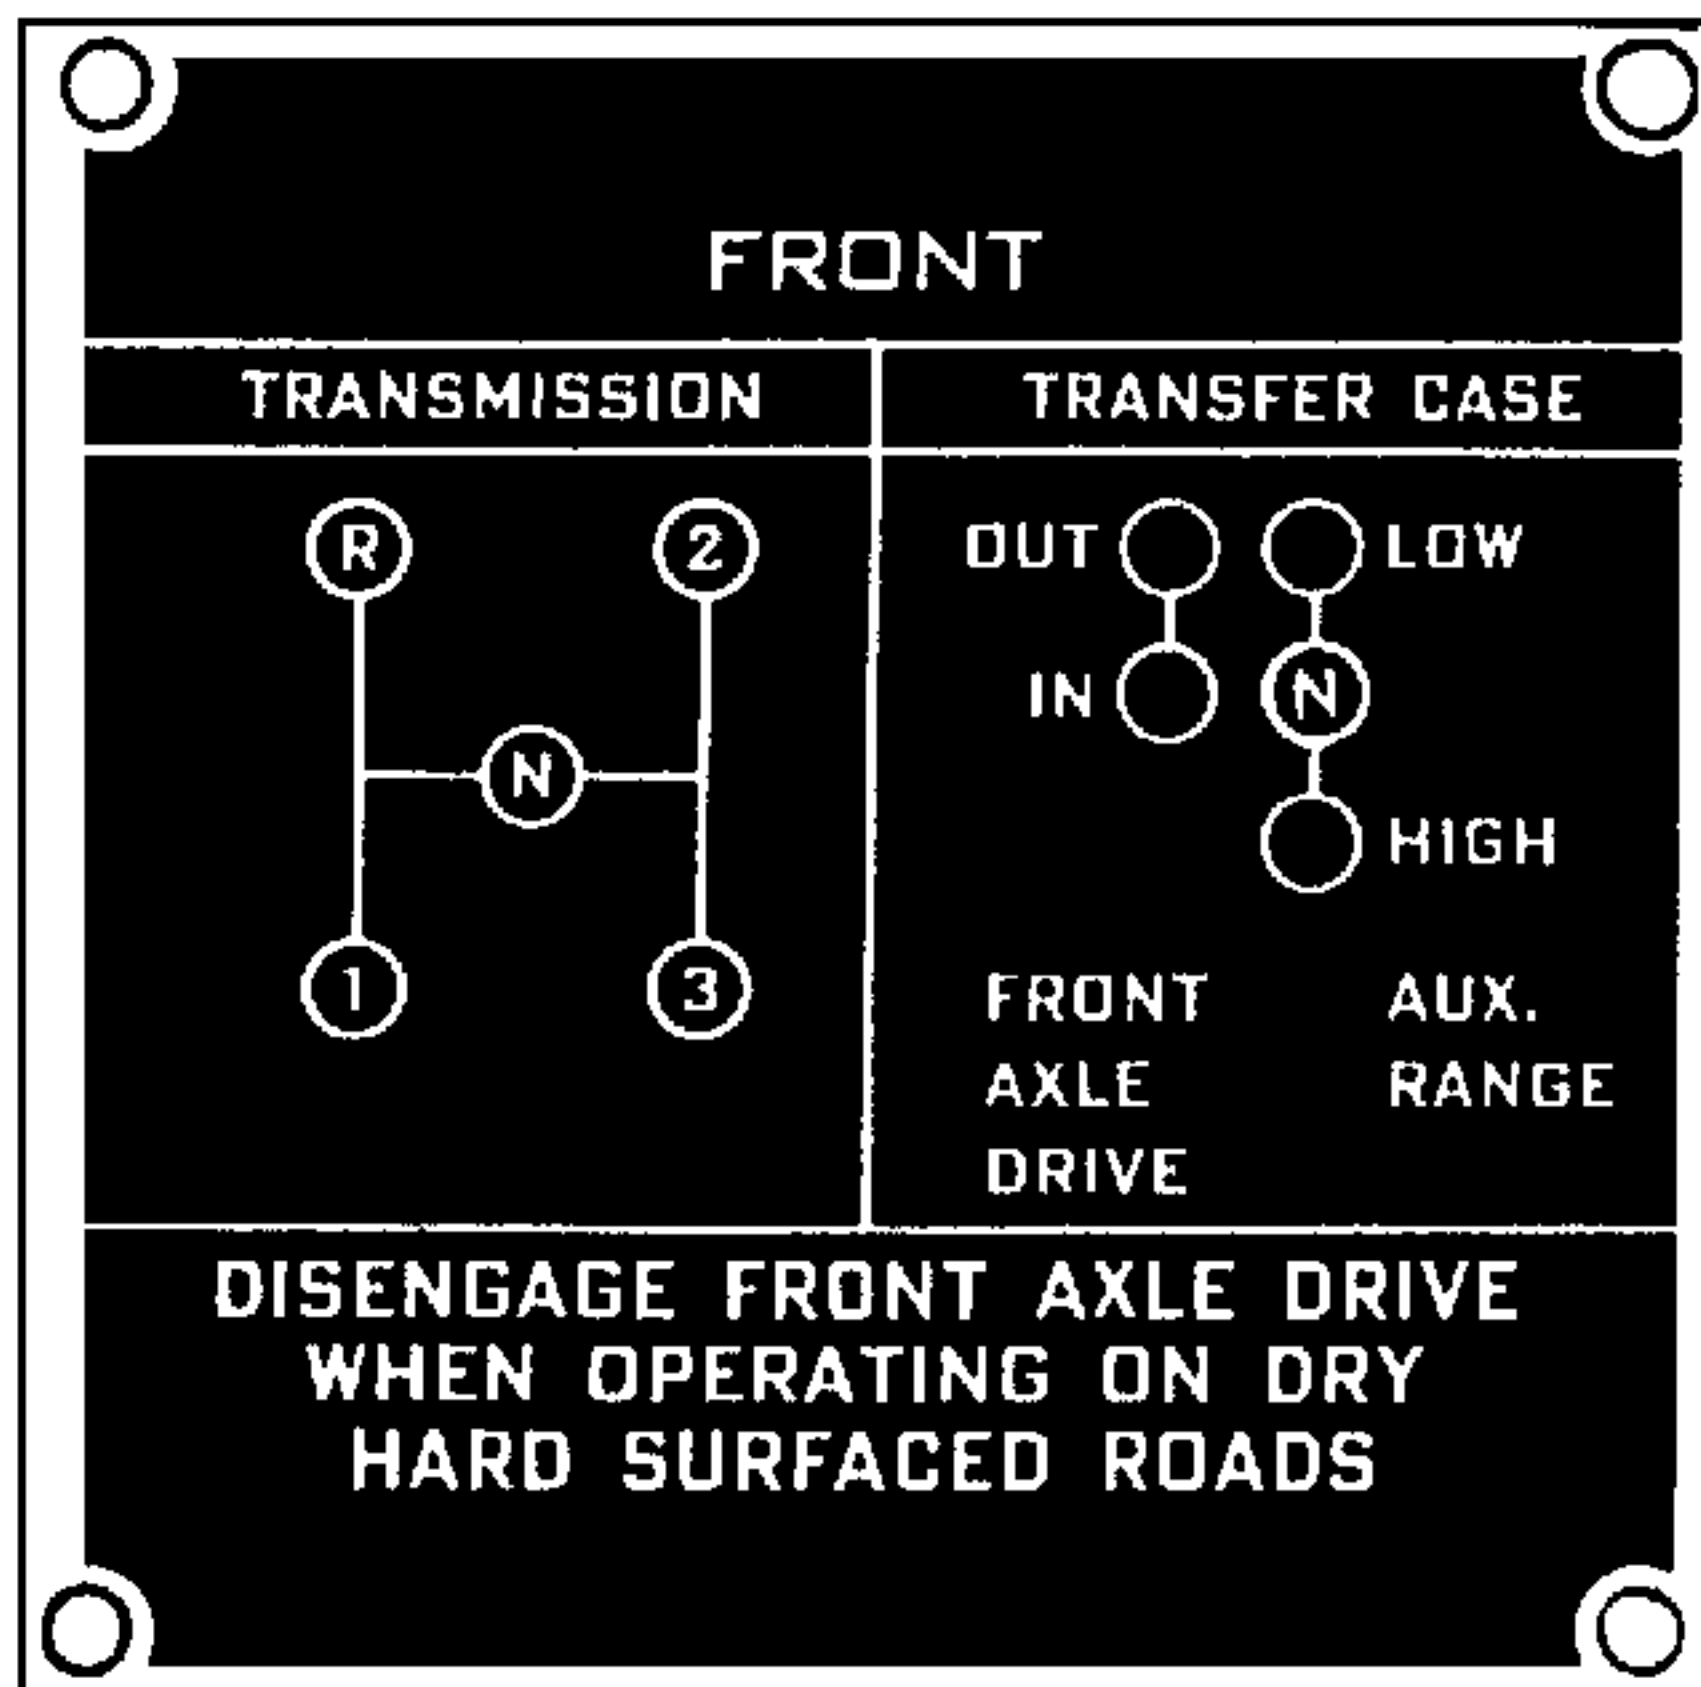 FRONT
TRANSMISSION
TRANSFER CASE
R 2
N
1 3
OUT LOW
IN N
HIGH
FRONT
AXLE
DRIVE
AUX.
RANGE
DISENGAGE FRONT AXLE DRIVE
WHEN OPERATING ON DRY
HARD SURFACED ROADS